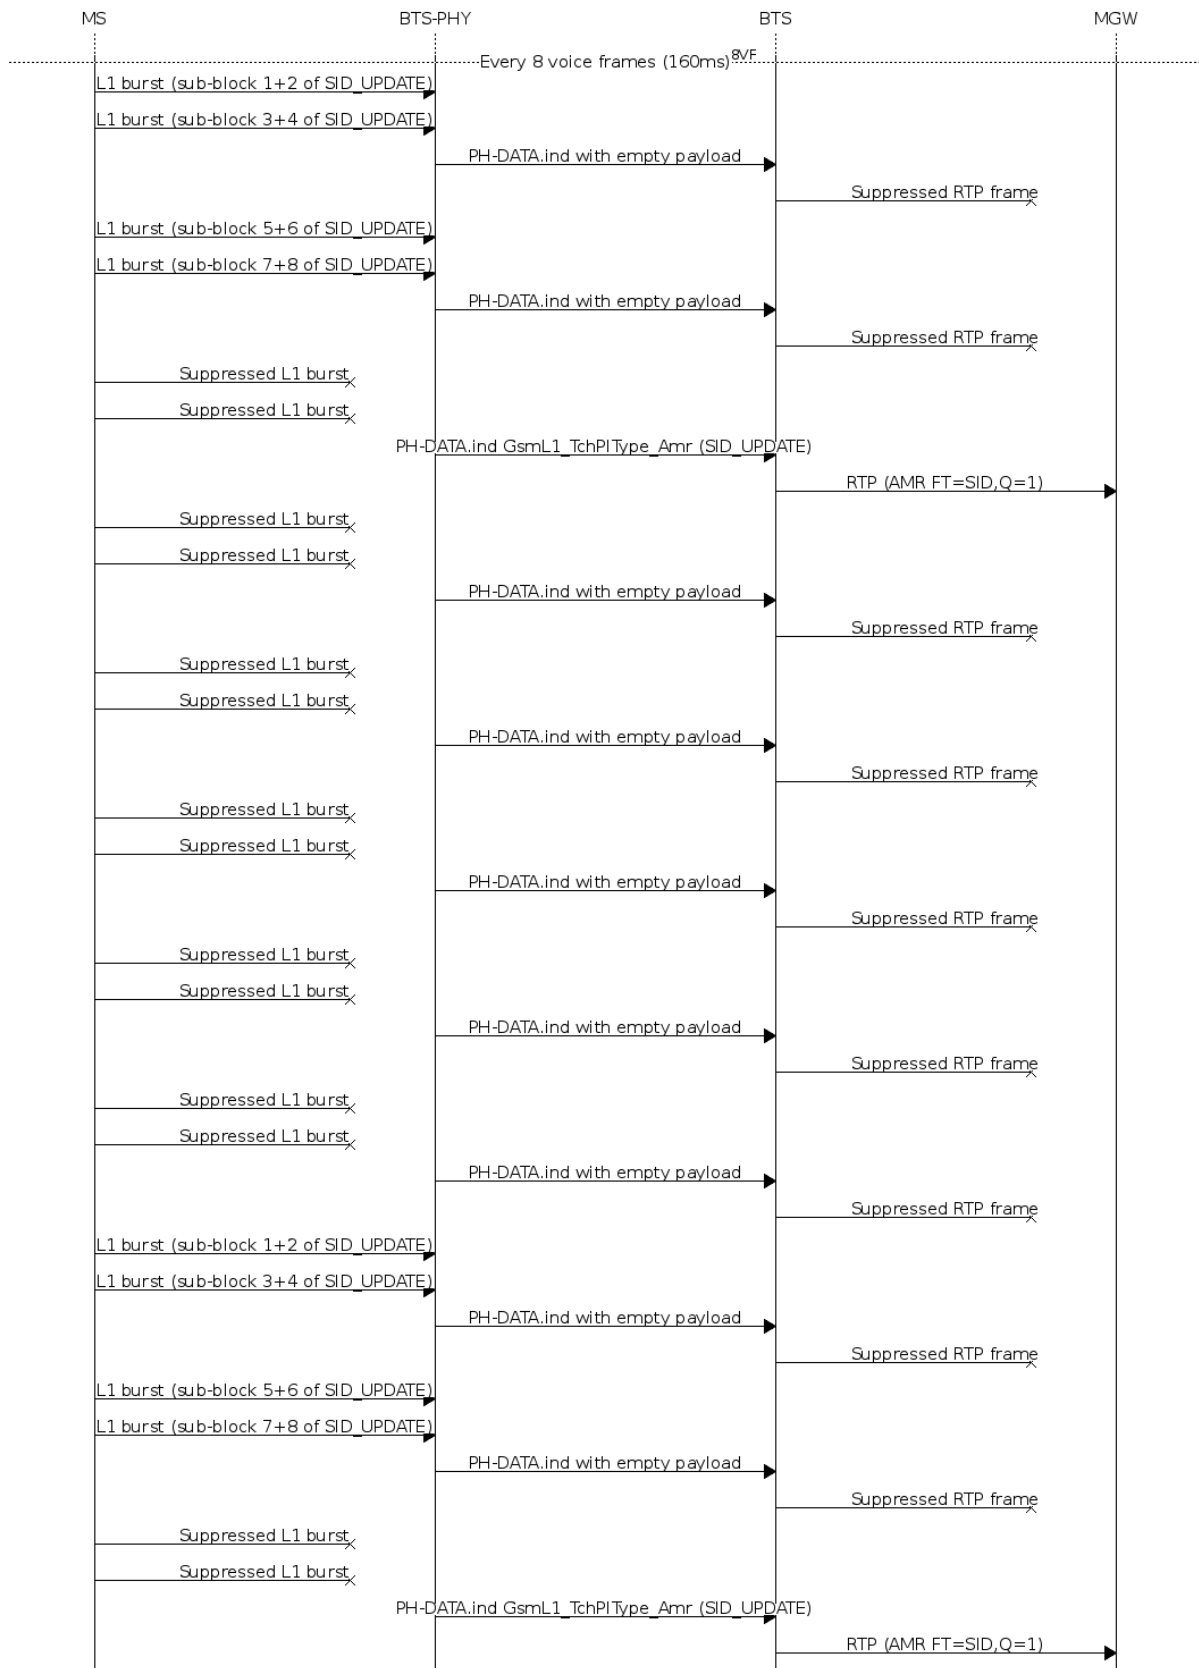 MS BTS-PHY BTS MGW
Every 8 voice frames (160ms) 8VF
L1 burst (sub-block 1+2 of SID_UPDATE)
L1 burst (sub-block 3+4 of SID_UPDATE)
PH-DATA.ind with empty payload
Suppressed RTP frame
L1 burst (sub-block 5+6 of SID_UPDATE)
L1 burst (sub-block 7+8 of SID_UPDATE)
PH-DATA.ind with empty payload
Suppressed RTP frame
Suppressed L1 burst
Suppressed L1 burst
PH-DATA.ind GsmL1_TchPlType_Amr (SID_UPDATE)
RTP (AMR FT=SID,Q=1)
Suppressed L1 burst
Suppressed L1 burst
PH-DATA.ind with empty payload
Suppressed RTP frame
Suppressed L1 burst
Suppressed L1 burst
PH-DATA.ind with empty payload
Suppressed RTP frame
Suppressed L1 burst
Suppressed L1 burst
PH-DATA.ind with empty payload
Suppressed RTP frame
Suppressed L1 burst
Suppressed L1 burst
PH-DATA.ind with empty payload
Suppressed RTP frame
Suppressed L1 burst
Suppressed L1 burst
PH-DATA.ind with empty payload
Suppressed RTP frame
L1 burst (sub-block 1+2 of SID_UPDATE)
L1 burst (sub-block 3+4 of SID_UPDATE)
PH-DATA.ind with empty payload
Suppressed RTP frame
L1 burst (sub-block 5+6 of SID_UPDATE)
L1 burst (sub-block 7+8 of SID_UPDATE)
PH-DATA.ind with empty payload
Suppressed RTP frame
Suppressed L1 burst
Suppressed L1 burst
PH-DATA.ind GsmL1_TchPlType_Amr (SID_UPDATE)
RTP (AMR FT=SID,Q=1)